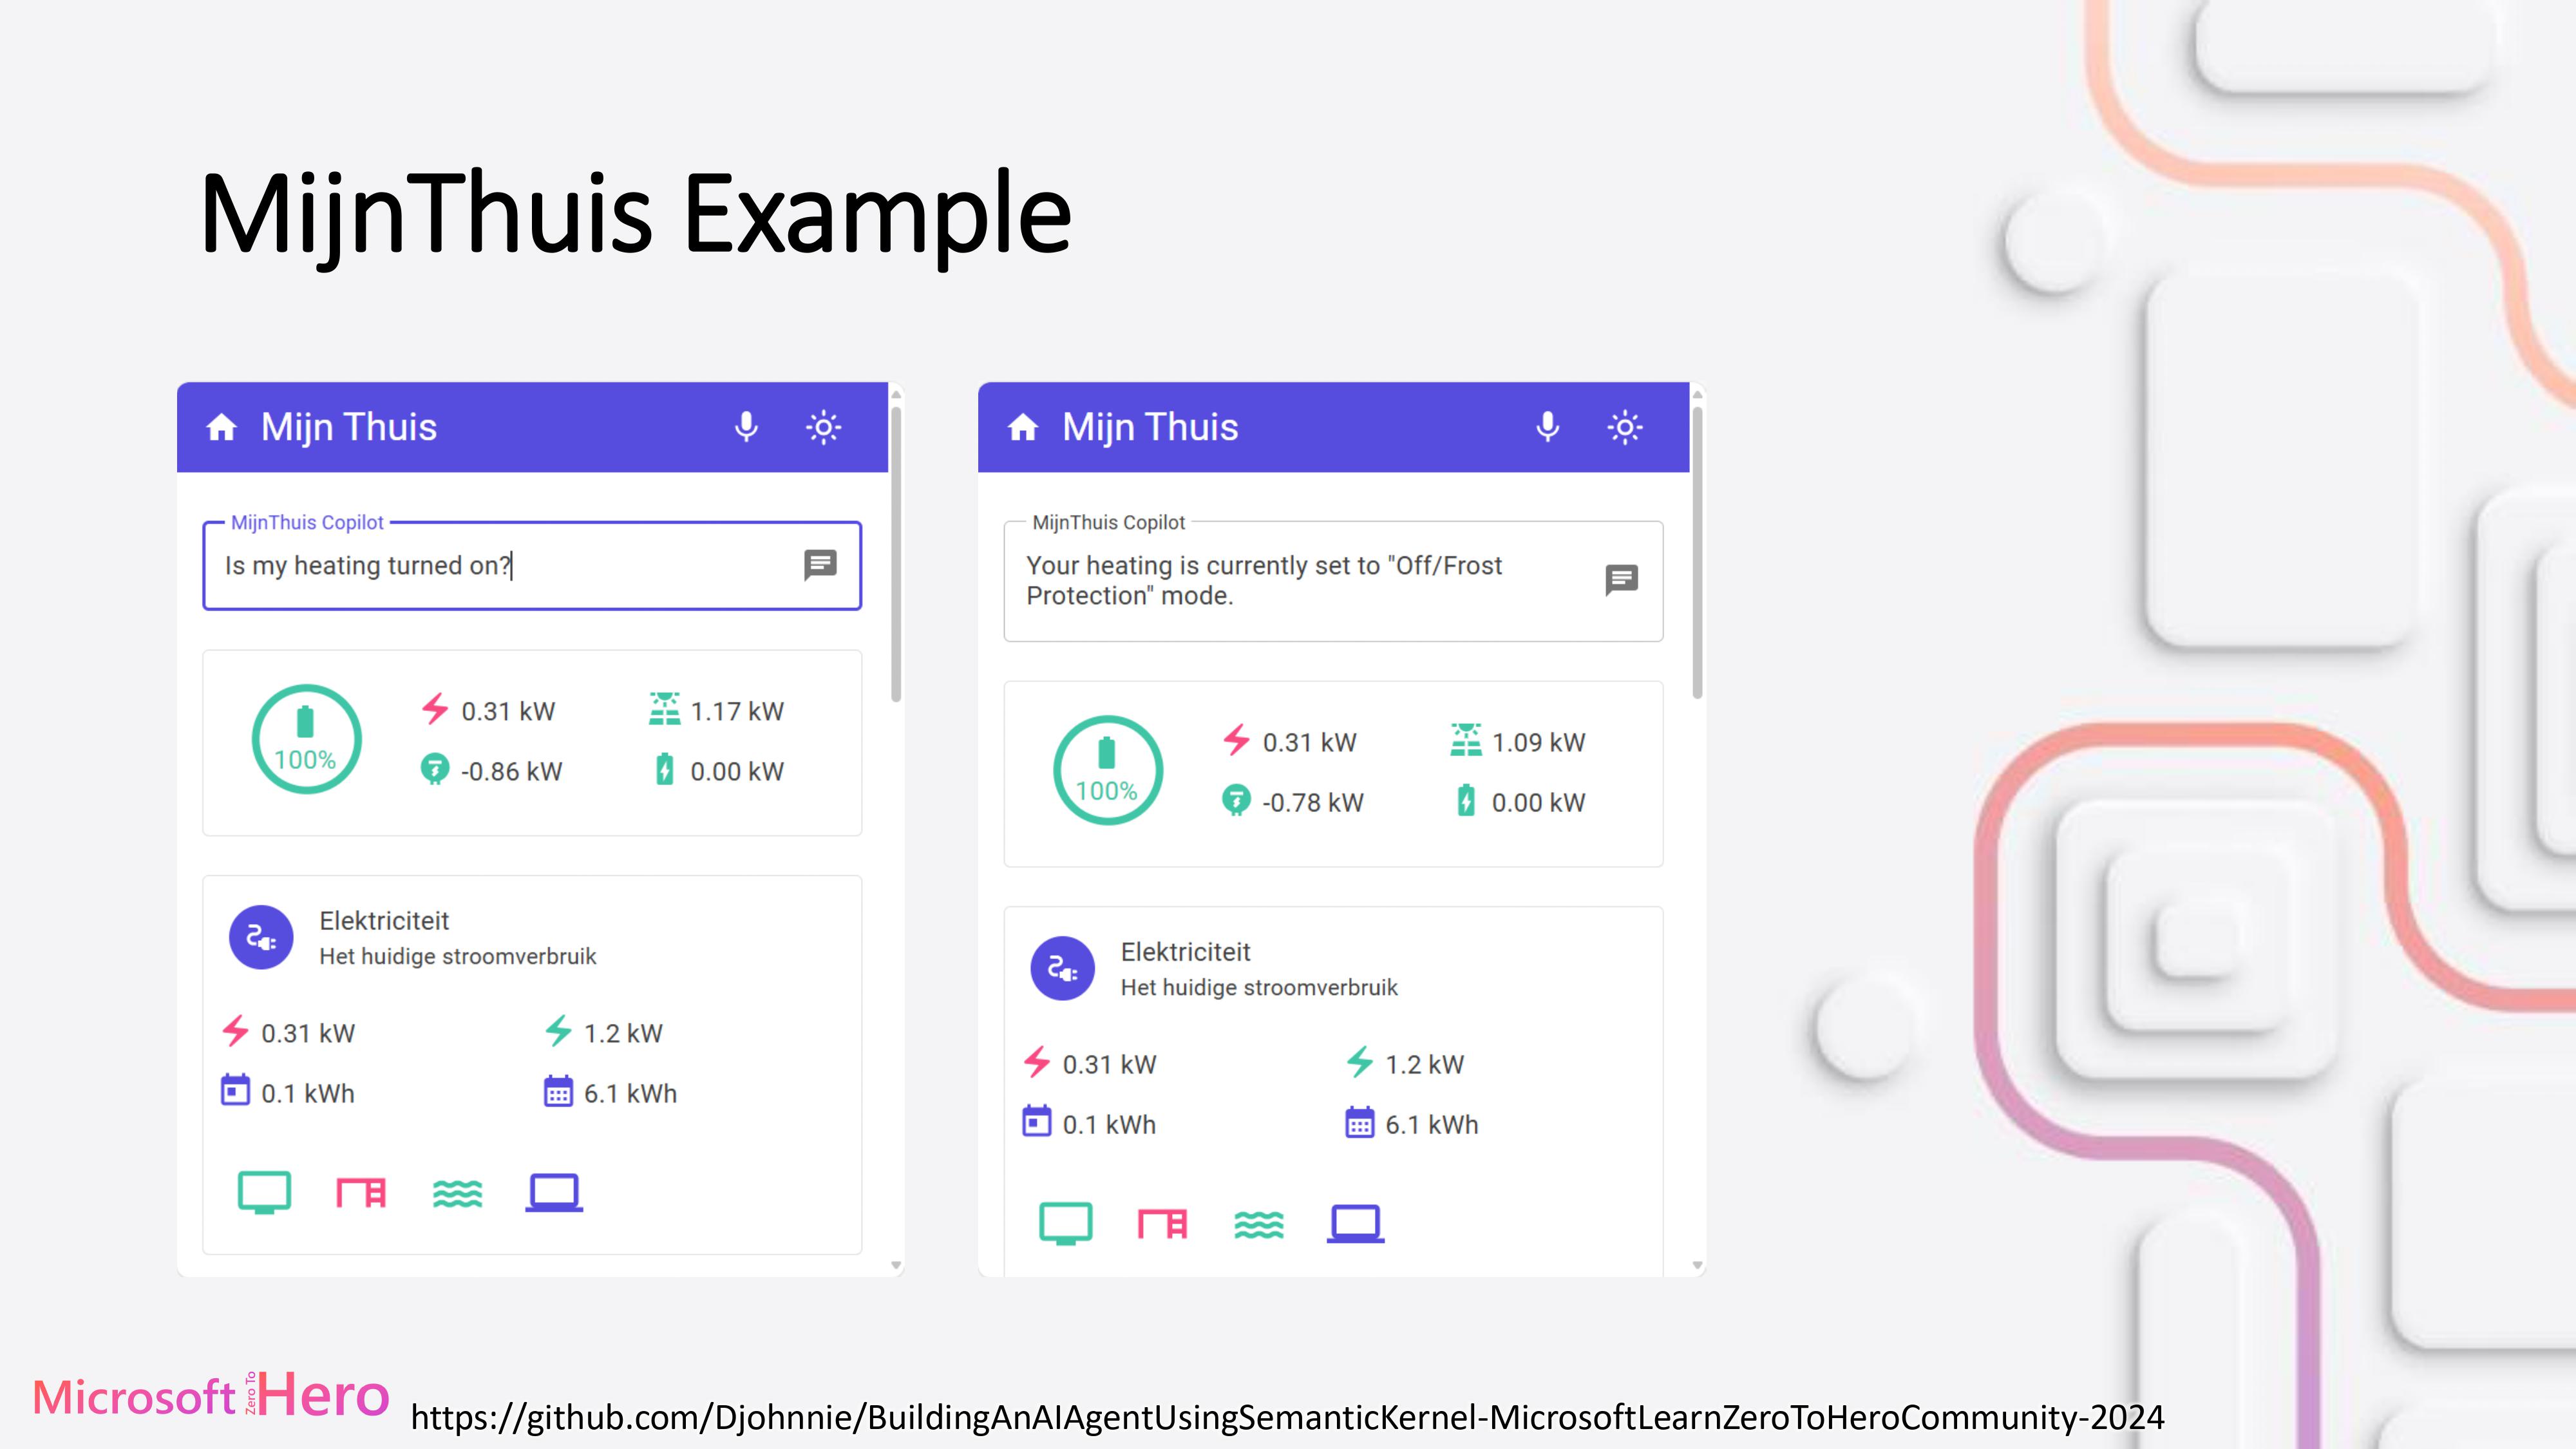 MijnThuis Example
Mijn Thuis
MijnThuis Copilot
Is my heating turned on?
100%
0.31 kW
1.17 kW
-0.86 kW
0.00 kW
Elektriciteit
Het huidige stroomverbruik
0.31 kW
1.2 kW
0.1 kWh
6.1 kWh
Mijn Thuis
MijnThuis Copilot
Your heating is currently set to "Off/Frost
Protection" mode.
100%
0.31 kW
1.09 kW
-0.78 kW
0.00 kW
Elektriciteit
Het huidige stroomverbruik
0.31 kW
1.2 kW
0.1 kWh
6.1 kWh
Microsoft Zero To Hero
https://github.com/Djohnnie/BuildingAnAIAgentUsingSemanticKernel-MicrosoftLearnZeroToHeroCommunity-2024